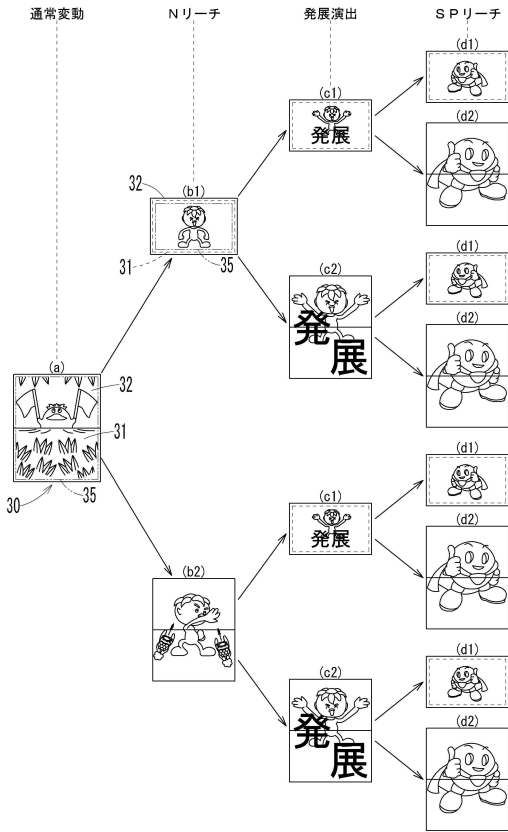 通常変動 Nリーチ 発展演出 SPリーチ
(d1)
(c1)
発展
(d2)
32 (b1)
31 35
(d1)
(c2)
発
展
(d2)
(a)
32
31
30 35
(d1)
(c1)
発展
(d2)
(b2)
(d1)
(c2)
発
展
(d2)